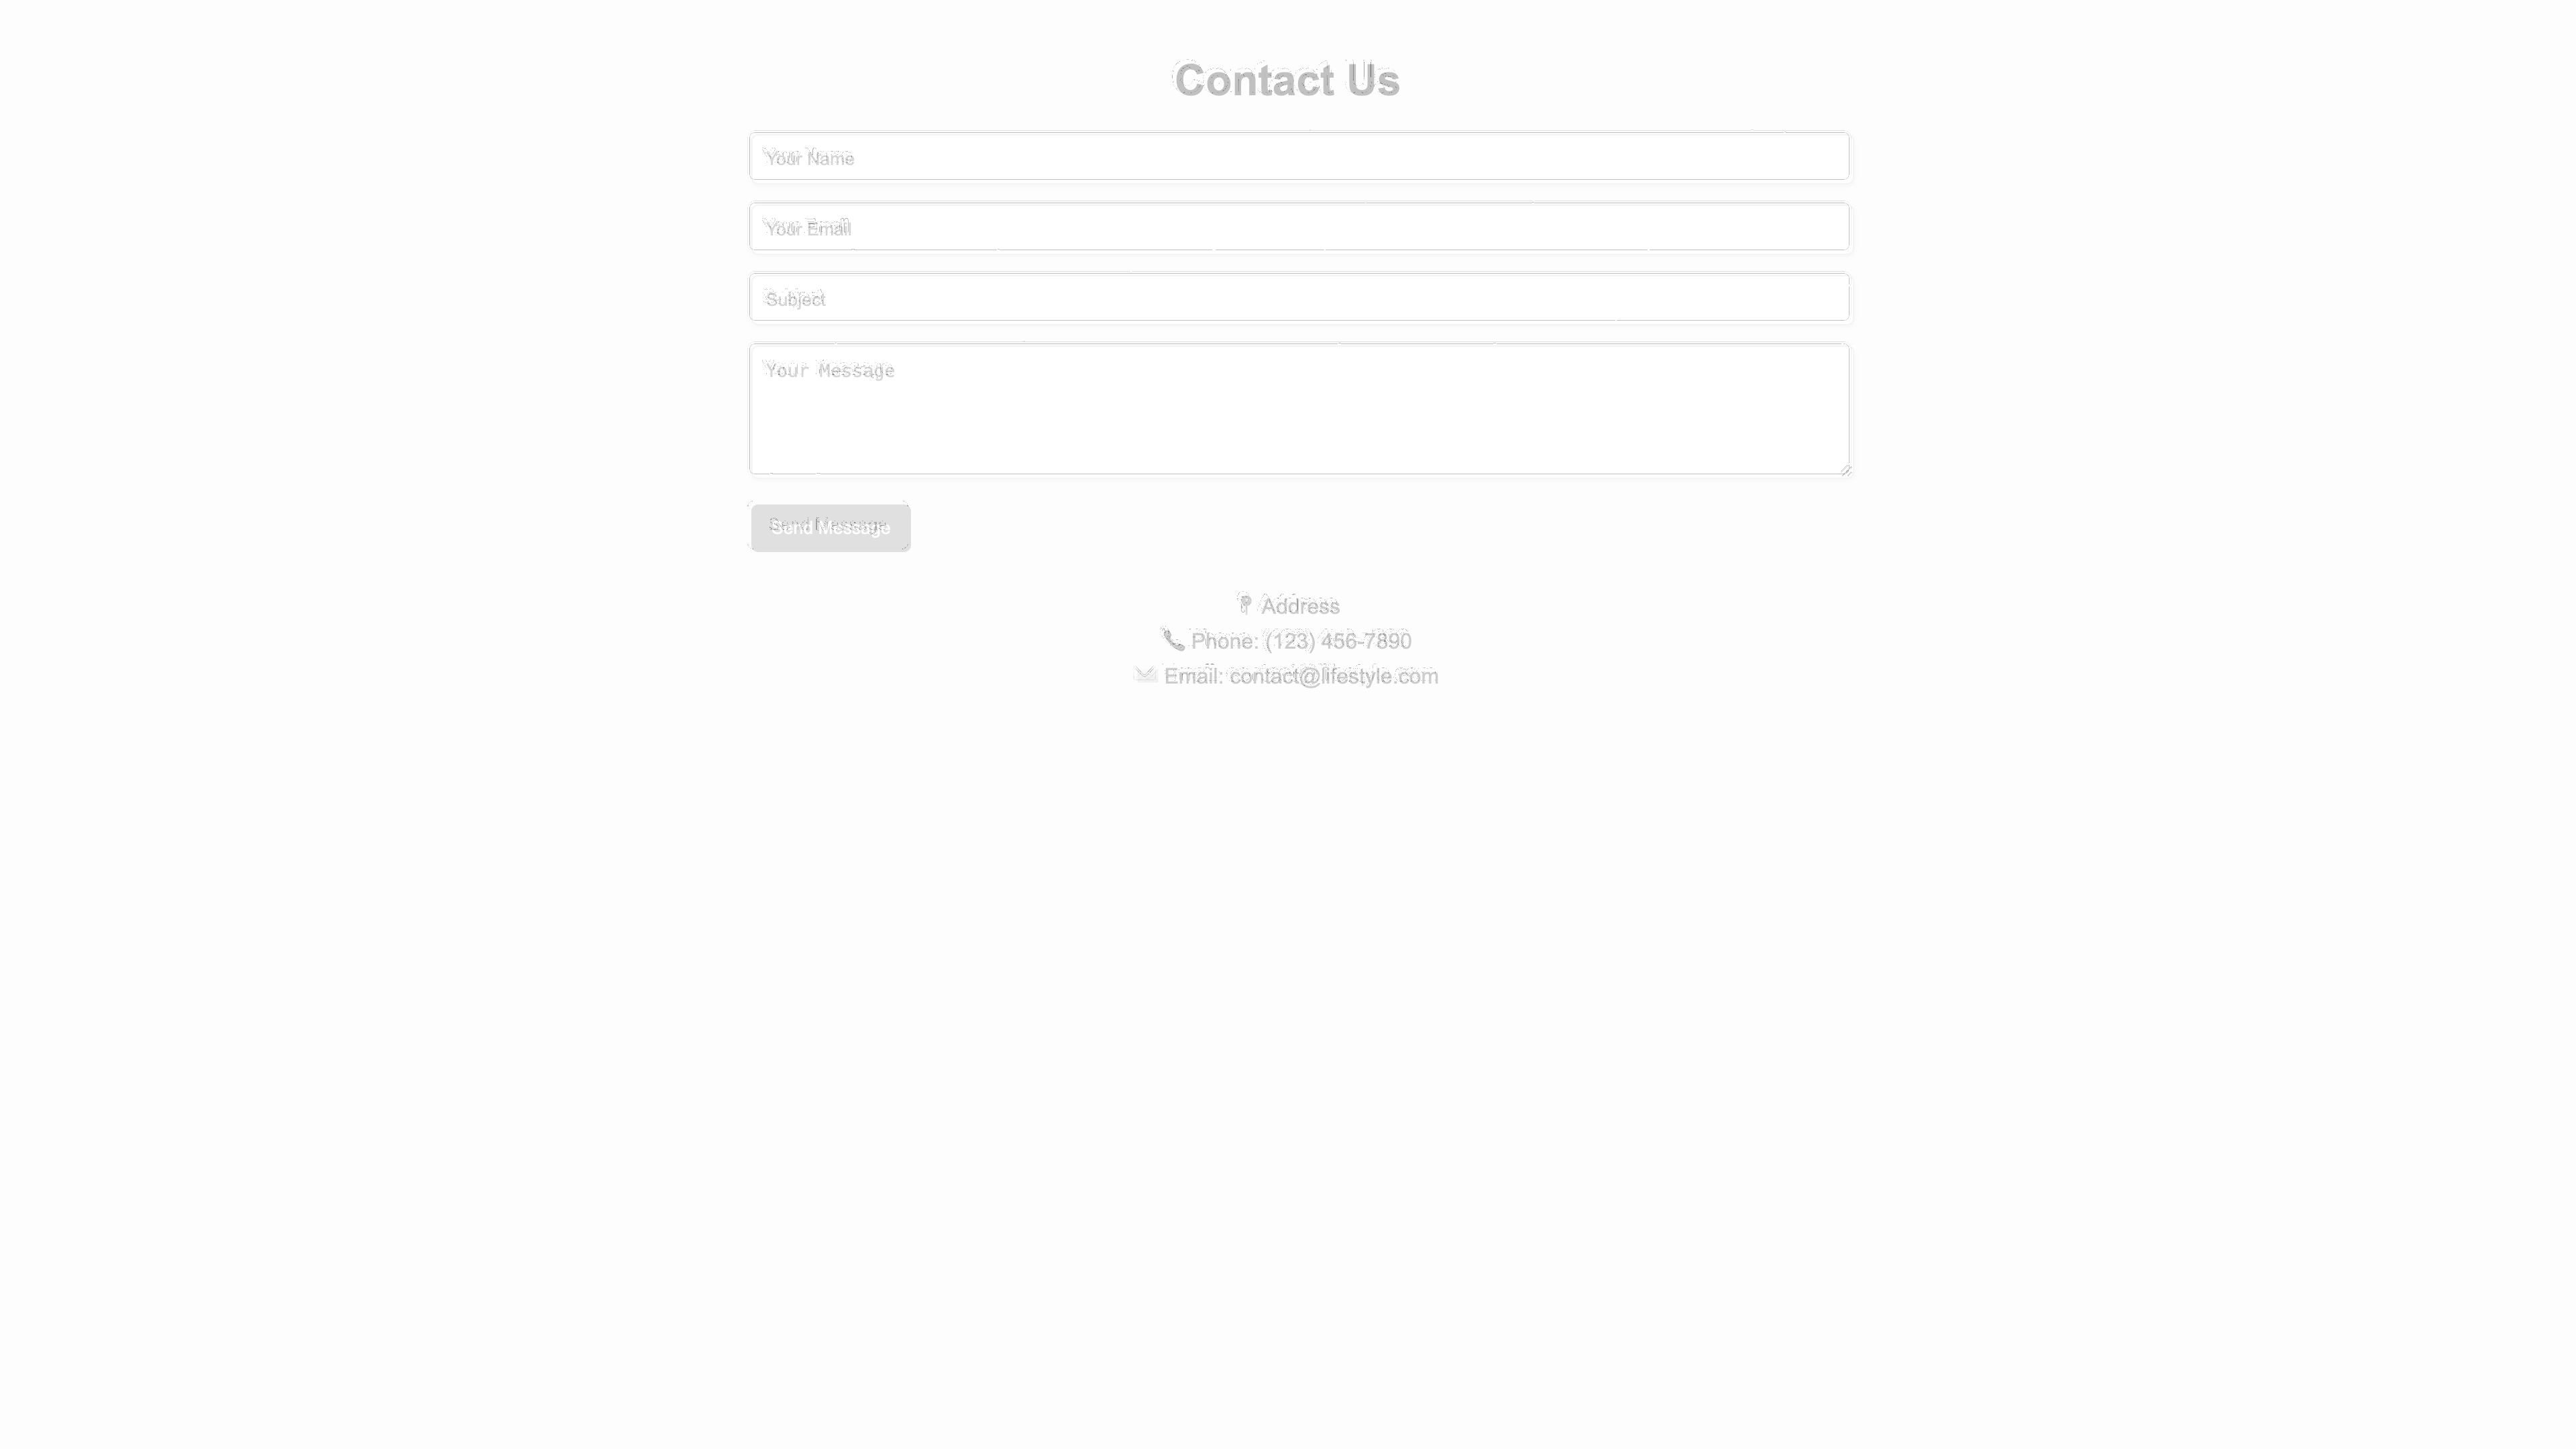 Contact Us
Your Name
Your Email
Subject
Your Message
Send Message
Address
Phone: (123) 456-7890
Email: contact@lifestyle.com